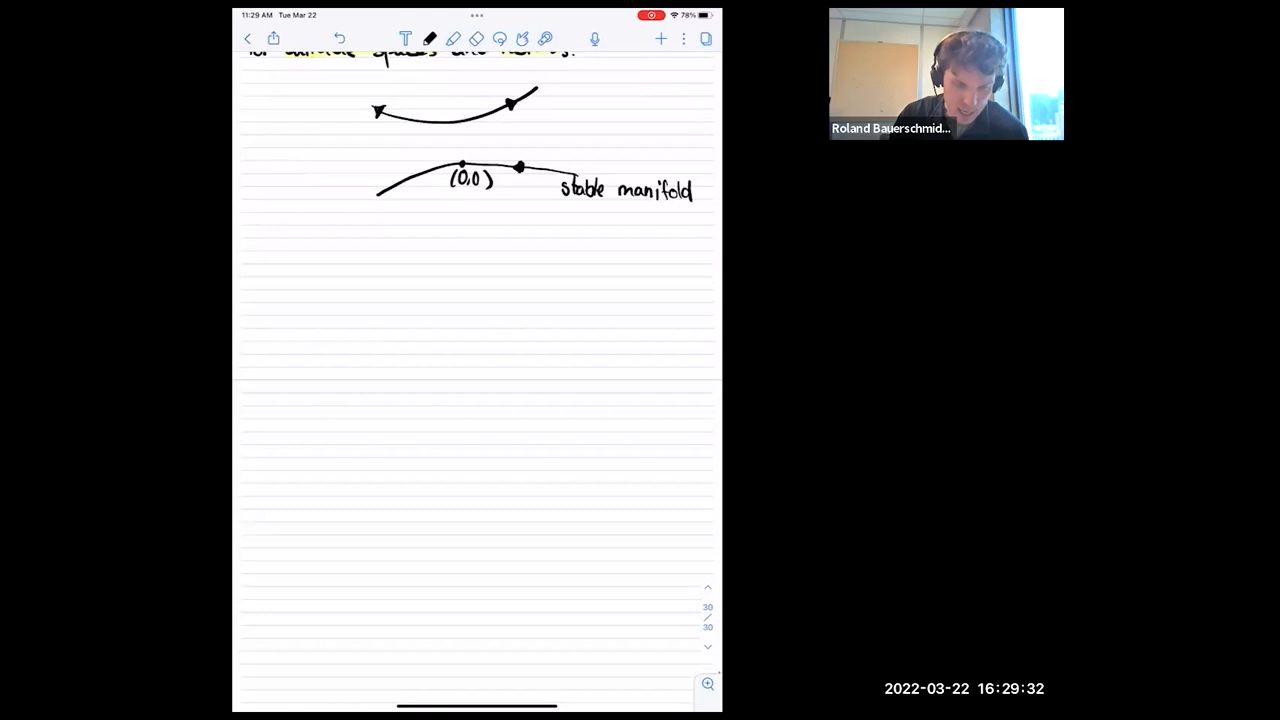 11:29 AM Tue Mar 22
78%
(0,0)
stable manifold
30
30
Roland Bauerschmid...
2022-03-22 16:29:32